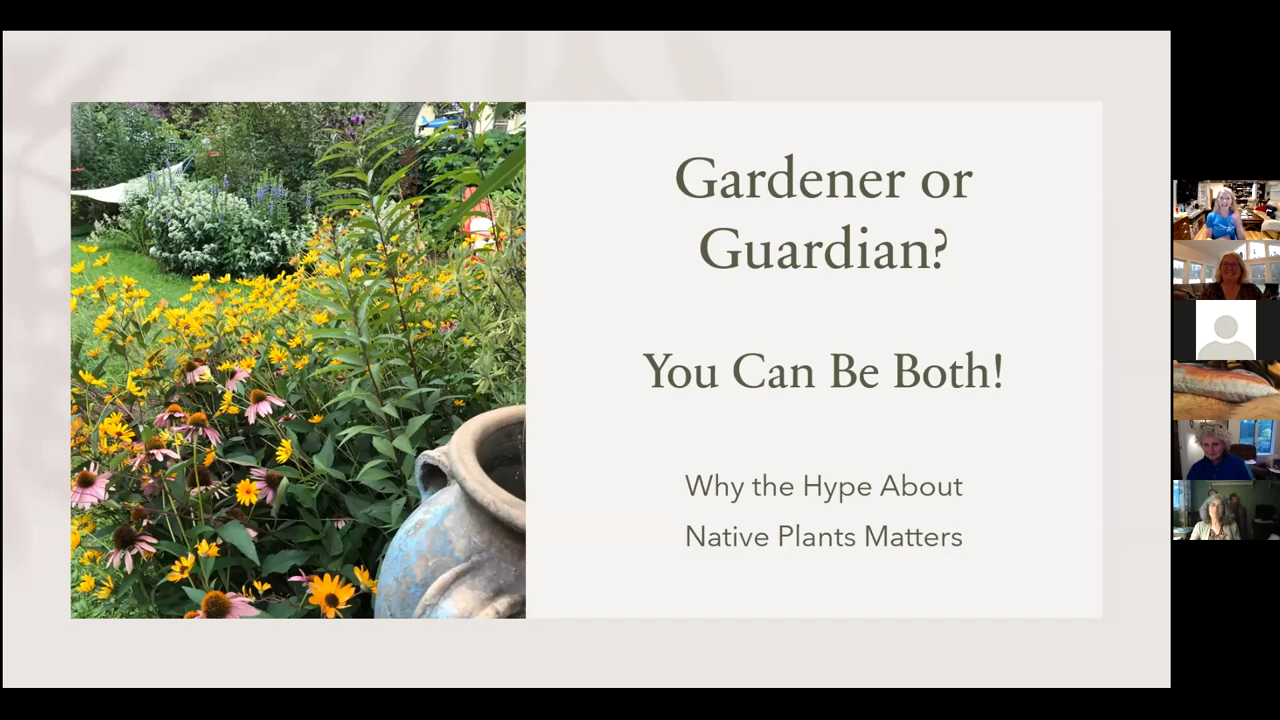 Gardener or
Guardian?
You Can Be Both!
Why the Hype About
Native Plants Matters